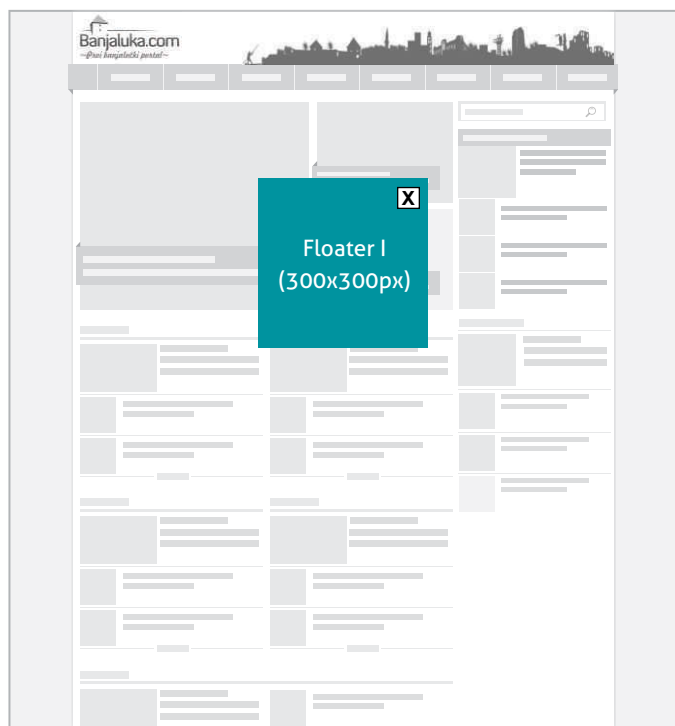 Banjaluka.com
~Prvi banjalučki portal~
X
Floater I
(300x300px)